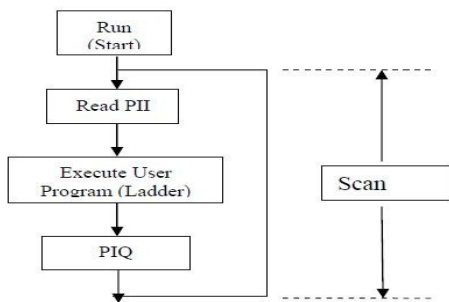 Run
(Start)
Read PII
Execute User
Program (Ladder)
PIQ
Scan